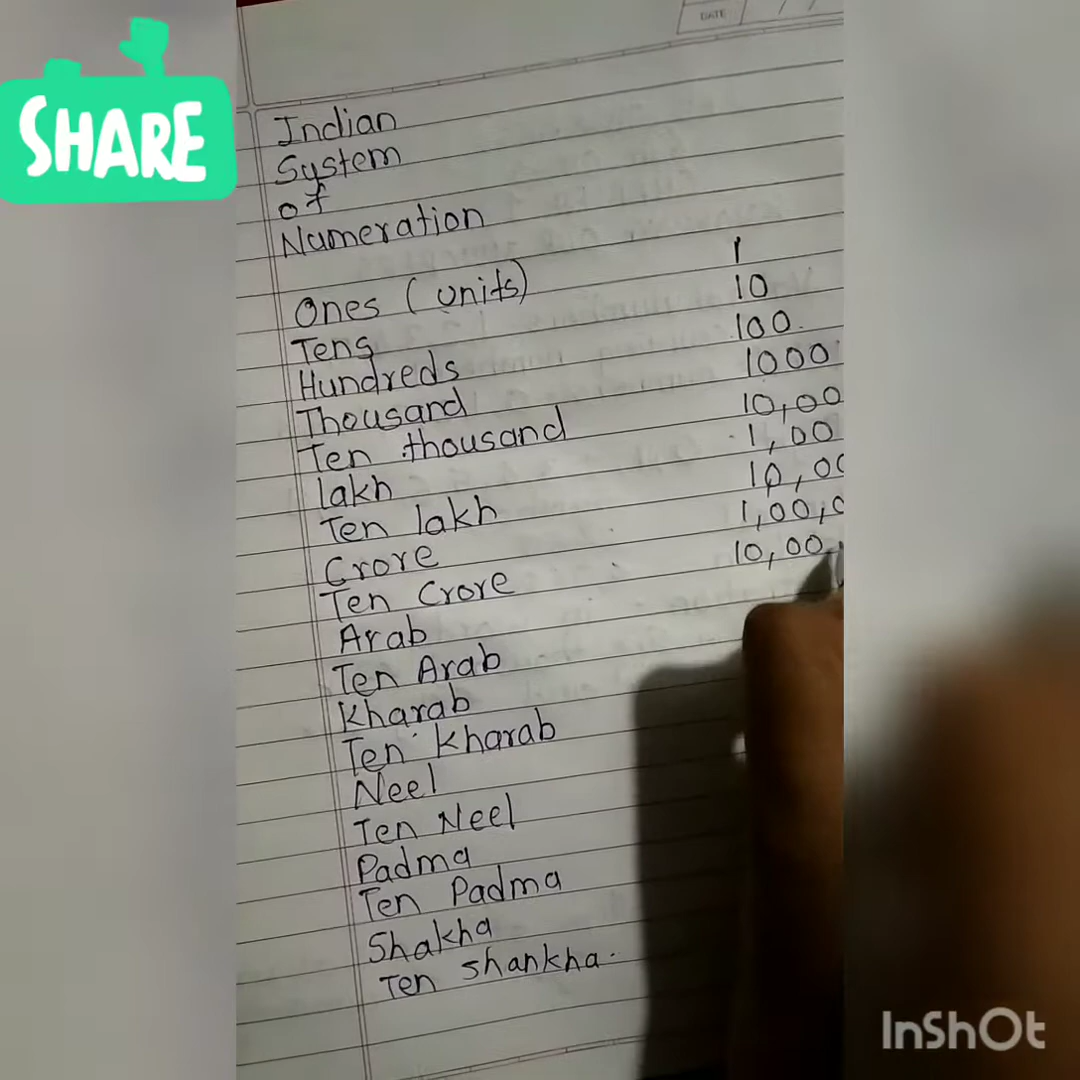 DATE
SHARE
Indian
System
of
Numeration
Ones (units) 1
Tens 10
Hundreds 100
Thousand 1000
Ten thousand 10,00
lakh 1,00
Ten lakh 10,00
Crore 1,00,0
Ten Crore 10,00
Arab
Ten Arab
Kharab
Ten kharab
Neel
Ten Neel
Padma
Ten Padma
Shakha
Ten shankha.
InShOt